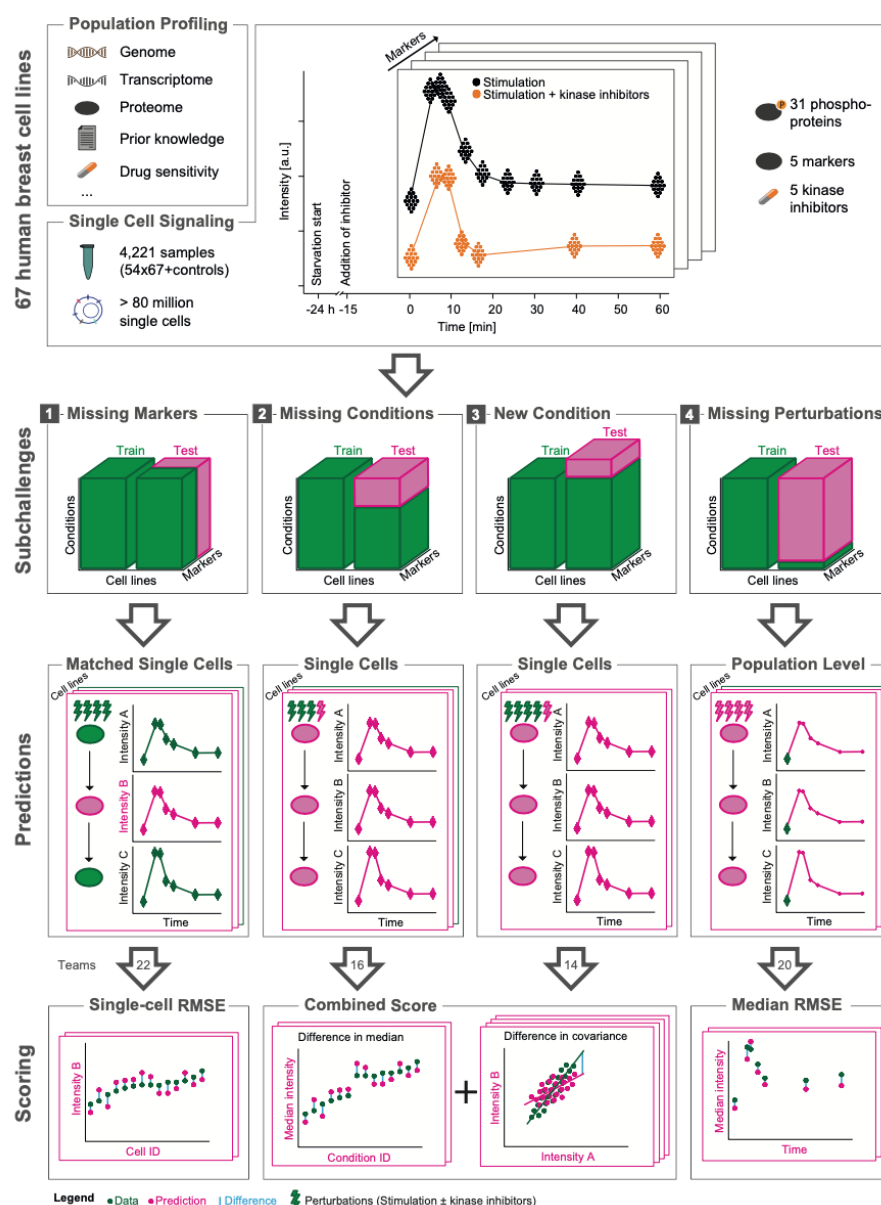 67 human breast cell lines
Population Profiling
Genome
Transcriptome
Proteome
Prior knowledge
Drug sensitivity
...
Single Cell Signaling
4,221 samples
(54x67+controls)
> 80 million
single cells
Markers
Stimulation
Stimulation + kinase inhibitors
Intensity [a.u.]
Starvation start
Addition of inhibitor
-24 h -15 0 10 20 30 40 50 60
Time [min]
P
31 phospho-
proteins
5 markers
5 kinase
inhibitors
Subchallenges
1 Missing Markers
Train Test
Conditions
Cell lines
Markers
2 Missing Conditions
Train Test
Conditions
Cell lines
Markers
3 New Condition
Train Test
Conditions
Cell lines
Markers
4 Missing Perturbations
Train Test
Conditions
Cell lines
Markers
Predictions
Matched Single Cells
Cell lines
Intensity A
Intensity B
Intensity C
Time
Single Cells
Cell lines
Intensity A
Intensity B
Intensity C
Time
Single Cells
Cell lines
Intensity A
Intensity B
Intensity C
Time
Population Level
Cell lines
Intensity A
Intensity B
Intensity C
Time
Teams 22 16 14 20
Scoring
Single-cell RMSE
Intensity B
Cell ID
Combined Score
Difference in median
Median intensity
Condition ID
+
Difference in covariance
Intensity B
Intensity A
Median RMSE
Median intensity
Time
Legend Data Prediction Difference Perturbations (Stimulation ± kinase inhibitors)